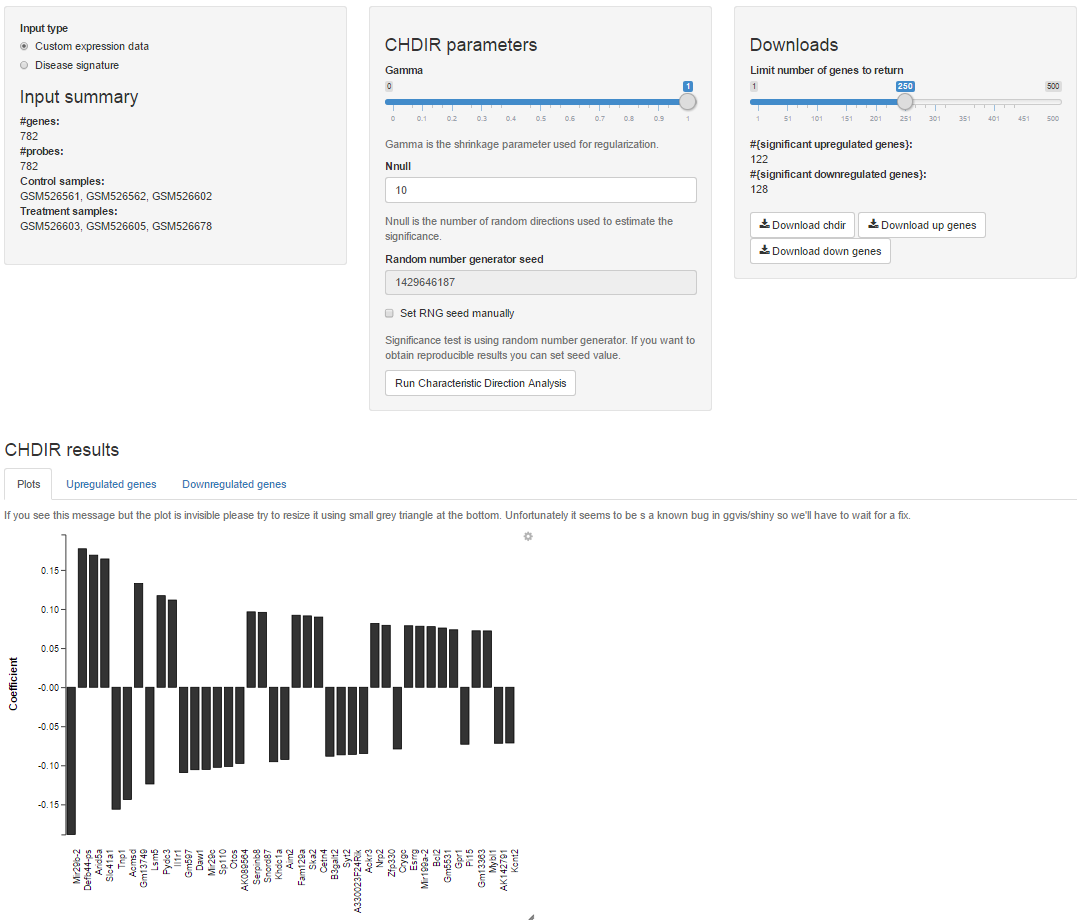 Input type
Custom expression data
Disease signature
Input summary
#genes:
782
#probes:
782
Control samples:
GSM526561, GSM526562, GSM526602
Treatment samples:
GSM526603, GSM526605, GSM526678
CHDIR parameters
Gamma
0 1
0 0.1 0.2 0.3 0.4 0.5 0.6 0.7 0.8 0.9 1
Gamma is the shrinkage parameter used for regularization.
Nnull
10
Nnull is the number of random directions used to estimate the
significance.
Random number generator seed
1429646187
Set RNG seed manually
Significance test is using random number generator. If you want to
obtain reproducible results you can set seed value.
Run Characteristic Direction Analysis
Downloads
Limit number of genes to return
1 250 500
1 51 101 151 201 251 301 351 401 451 500
#{significant upregulated genes}:
122
#{significant downregulated genes}:
128
Download chdir Download up genes
Download down genes
CHDIR results
Plots Upregulated genes Downregulated genes
If you see this message but the plot is invisible please try to resize it using small grey triangle at the bottom. Unfortunately it seems to be s a known bug in ggvis/shiny so we'll have to wait for a fix.
Coefficient
0.15
0.10
0.05
-0.00
-0.05
-0.10
-0.15
Mir29b-2
Defb44-ps
Arid5a
Slc41a1
Tnp1
Acmsd
Gm13749
Lsm5
Pydc3
Il1r1
Gm597
Daw1
Mir29c
Sp110
Ctos
AK089564
Serpinb8
Snord87
Khdc1a
Aim2
Fam129a
Ska2
Cetn4
B3galt2
Syt2
A330023F24Rik
Ackr3
Nrp2
Zfp330
Crygc
Esrrg
Mir199a-2
Bcl2
Gm5531
Gpr1
Pi15
Gm13363
Mybl1
AK142791
Kcnt2